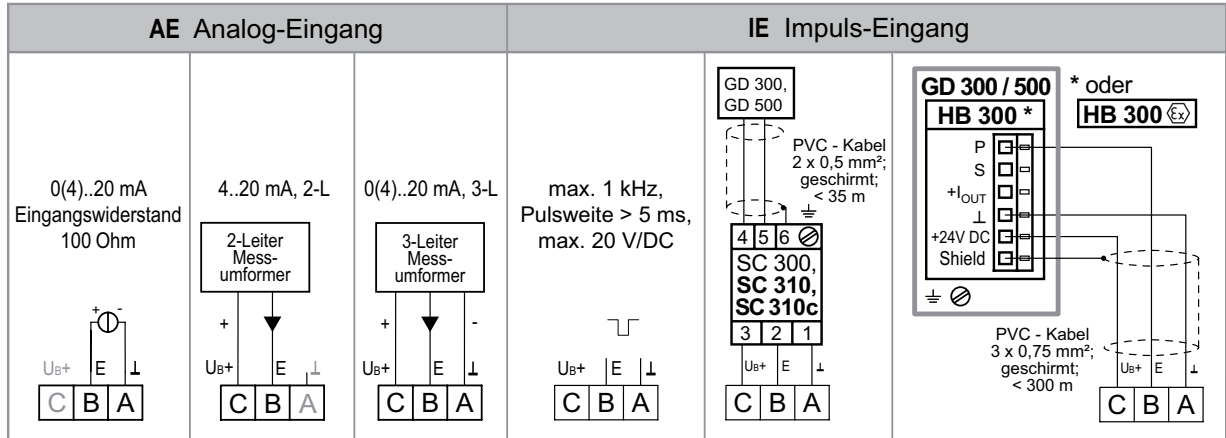 AE Analog-Eingang
IE Impuls-Eingang
0(4)..20 mA
Eingangswiderstand
100 Ohm
+ -
UB+ E ⊥
C B A
4..20 mA, 2-L
2-Leiter
Mess-
umformer
+
UB+ E ⊥
C B A
0(4)..20 mA, 3-L
3-Leiter
Mess-
umformer
+ -
UB+ E ⊥
C B A
max. 1 kHz,
Pulsweite > 5 ms,
max. 20 V/DC
UB+ E ⊥
C B A
GD 300,
GD 500
PVC - Kabel
2 x 0,5 mm²;
geschirmt;
< 35 m
4 5 6
SC 300,
SC 310,
SC 310c
3 2 1
UB+ E ⊥
C B A
GD 300 / 500
HB 300 *
* oder
HB 300 Ex
P
S
+IOUT
⊥
+24V DC
Shield
PVC - Kabel
3 x 0,75 mm²;
geschirmt;
< 300 m
UB+ E ⊥
C B A